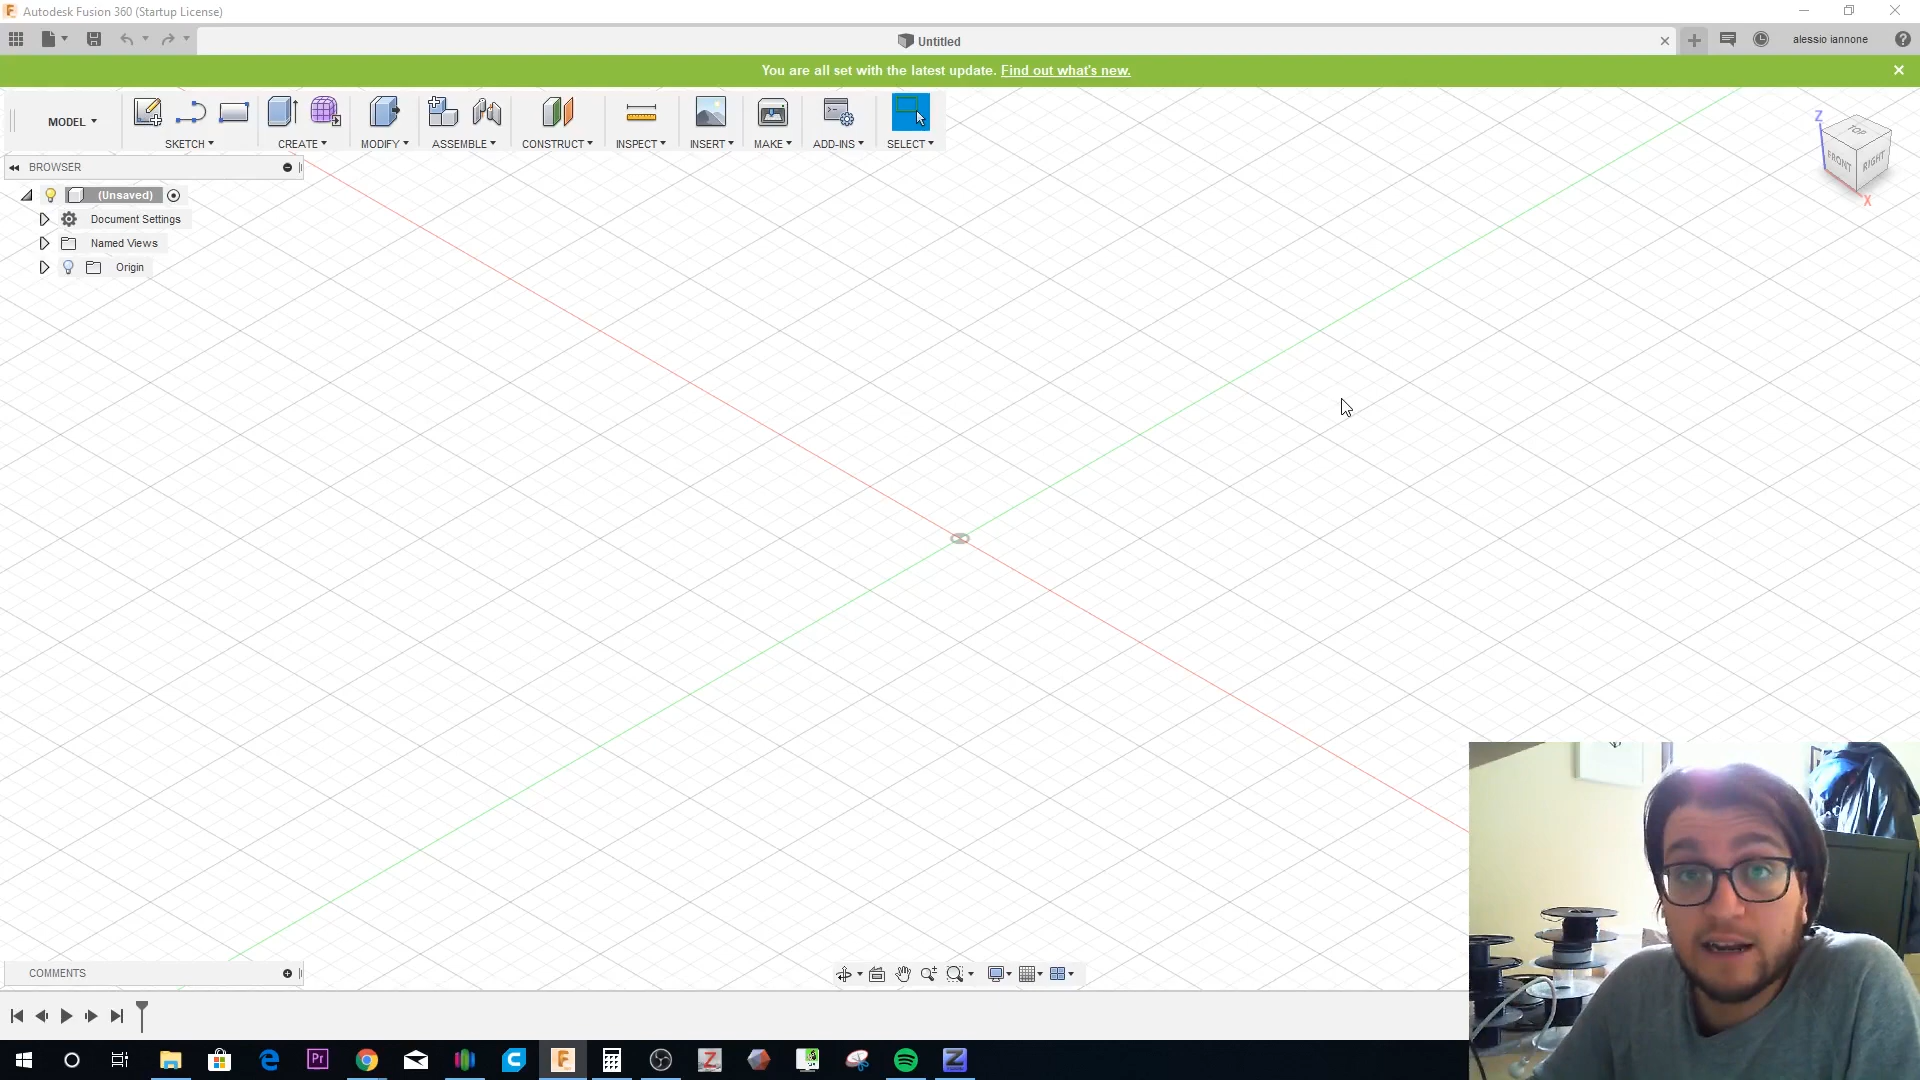 Autodesk Fusion 360 (Startup License)
Untitled
alessio iannone
You are all set with the latest update. Find out what's new.
MODEL
SKETCH
CREATE
MODIFY
ASSEMBLE
CONSTRUCT
INSPECT
INSERT
MAKE
ADD-INS
SELECT
Z
TOP
FRONT
RIGHT
X
BROWSER
(Unsaved)
Document Settings
Named Views
Origin
COMMENTS
Pr